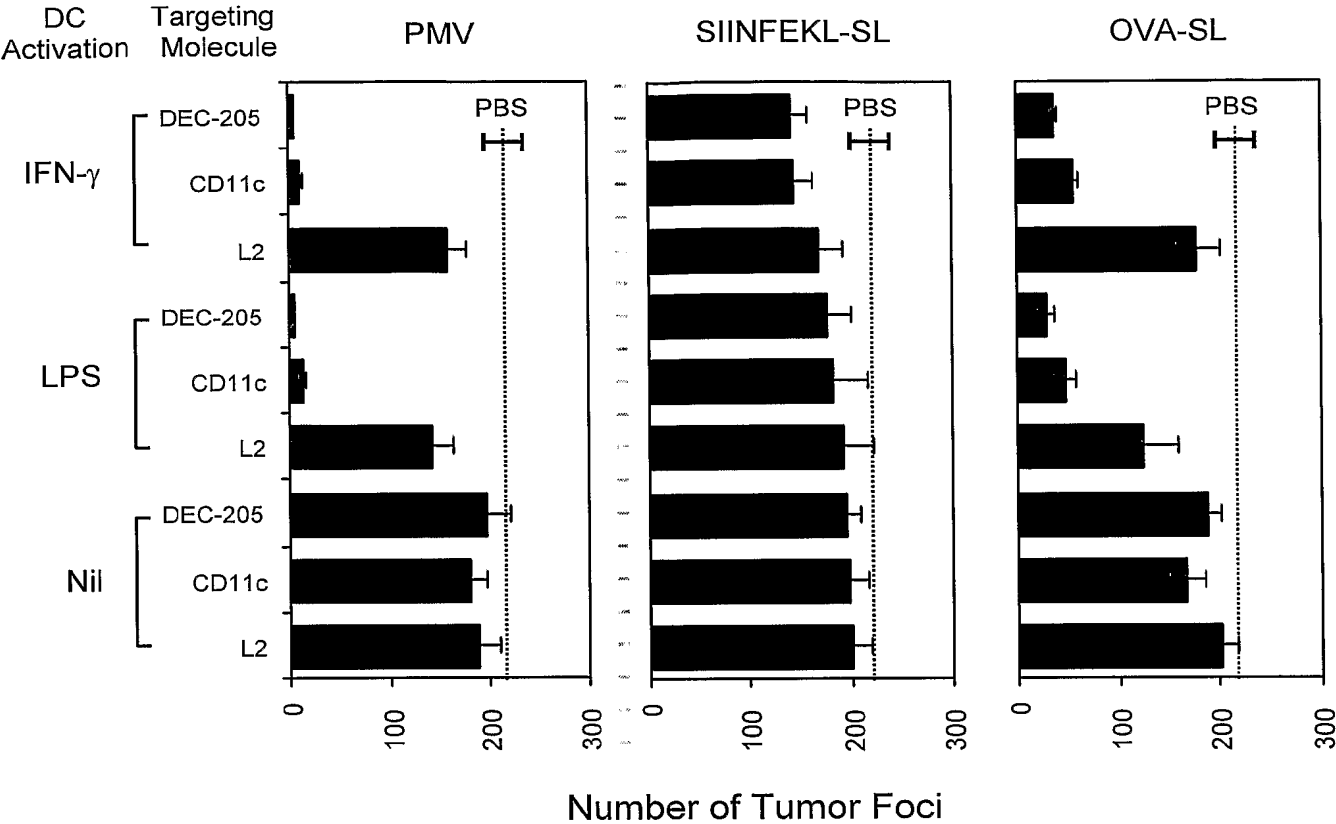 DC Activation
Targeting Molecule
PMV
SIINFEKL-SL
OVA-SL
PBS
PBS
PBS
IFN-γ
DEC-205
CD11c
L2
LPS
DEC-205
CD11c
L2
Nil
DEC-205
CD11c
L2
0 100 200 300
0 100 200 300
0 100 200 300
Number of Tumor Foci